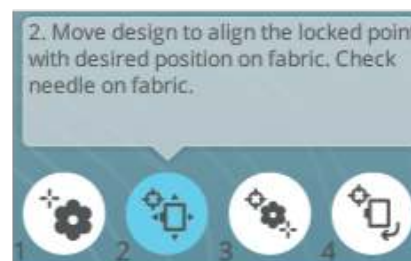 2. Move design to align the locked point
with desired position on fabric. Check
needle on fabric.
1 2 3 4